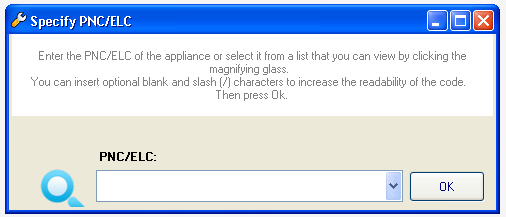 Specify PNC/ELC
Enter the PNC/ELC of the appliance or select it from a list that you can view by clicking the
magnifying glass.
You can insert optional blank and slash (/) characters to increase the readability of the code.
Then press Ok.
PNC/ELC:
OK